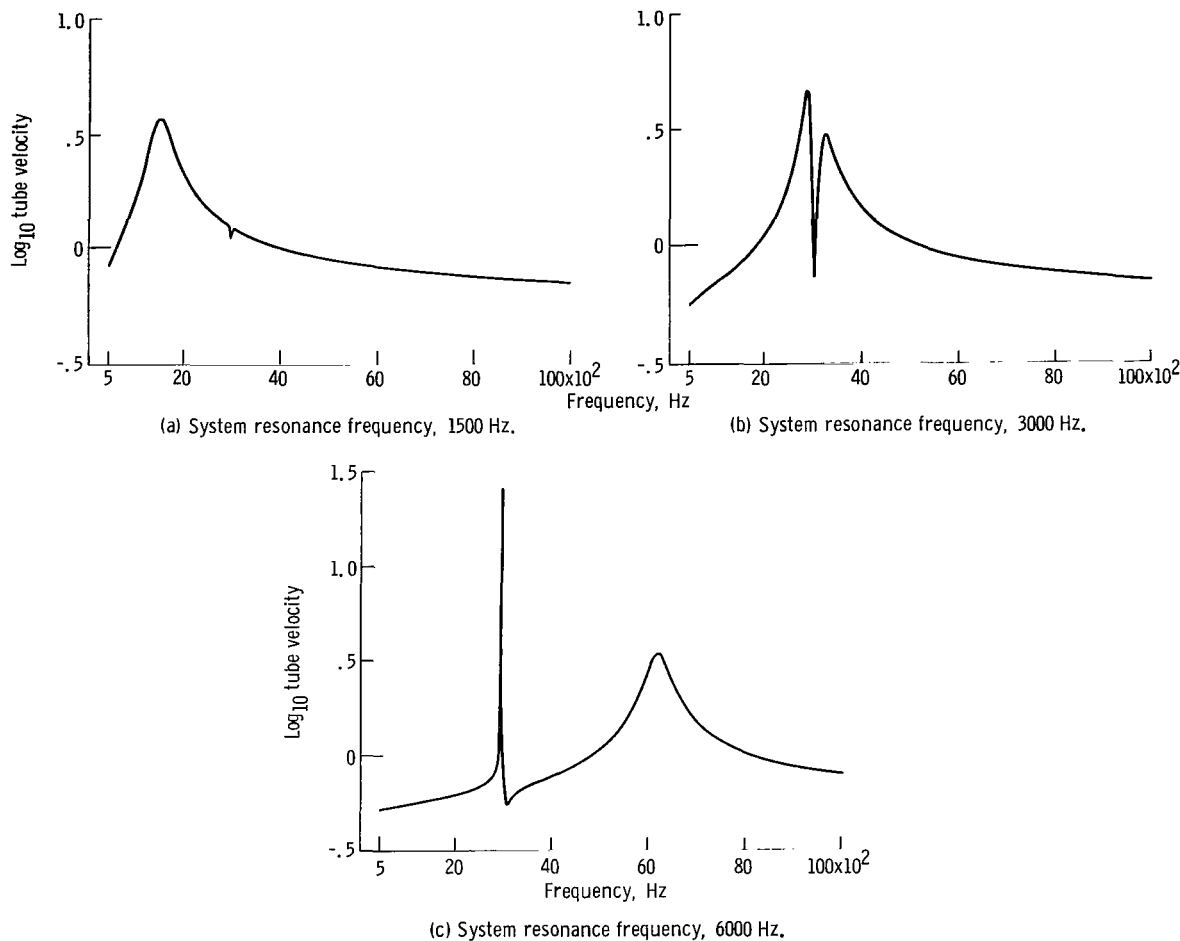 1.0
.5
0
-.5
5 20 40 60 80 100x10²
Log₁₀ tube velocity
(a) System resonance frequency, 1500 Hz.
1.0
.5
0
-.5
5 20 40 60 80 100x10²
Frequency, Hz
(b) System resonance frequency, 3000 Hz.
1.5
1.0
.5
0
-.5
Log₁₀ tube velocity
5 20 40 60 80 100x10²
Frequency, Hz
(c) System resonance frequency, 6000 Hz.